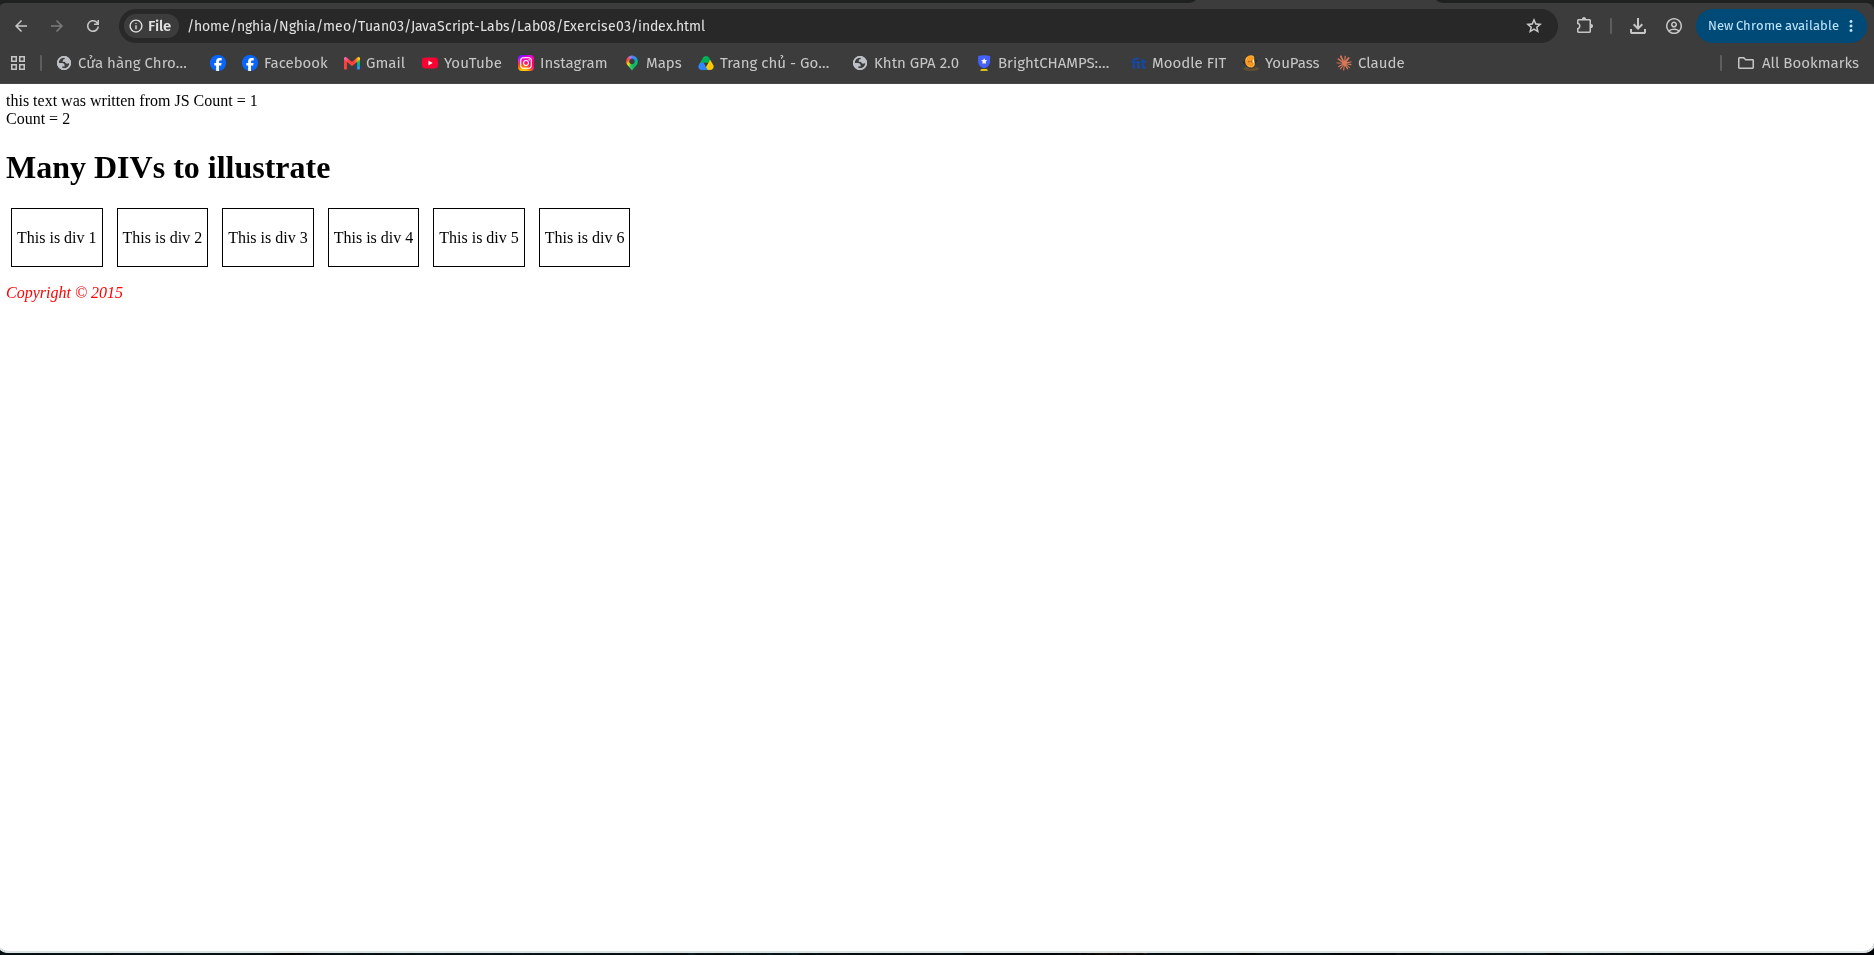 File /home/nghia/Nghia/meo/Tuan03/JavaScript-Labs/Lab08/Exercise03/index.html New Chrome available
Cửa hàng Chro... Facebook Gmail YouTube Instagram Maps Trang chủ - Go... Khtn GPA 2.0 BrightCHAMPS:... fit Moodle FIT YouPass Claude All Bookmarks
this text was written from JS Count = 1
Count = 2
Many DIVs to illustrate
This is div 1 This is div 2 This is div 3 This is div 4 This is div 5 This is div 6
Copyright © 2015